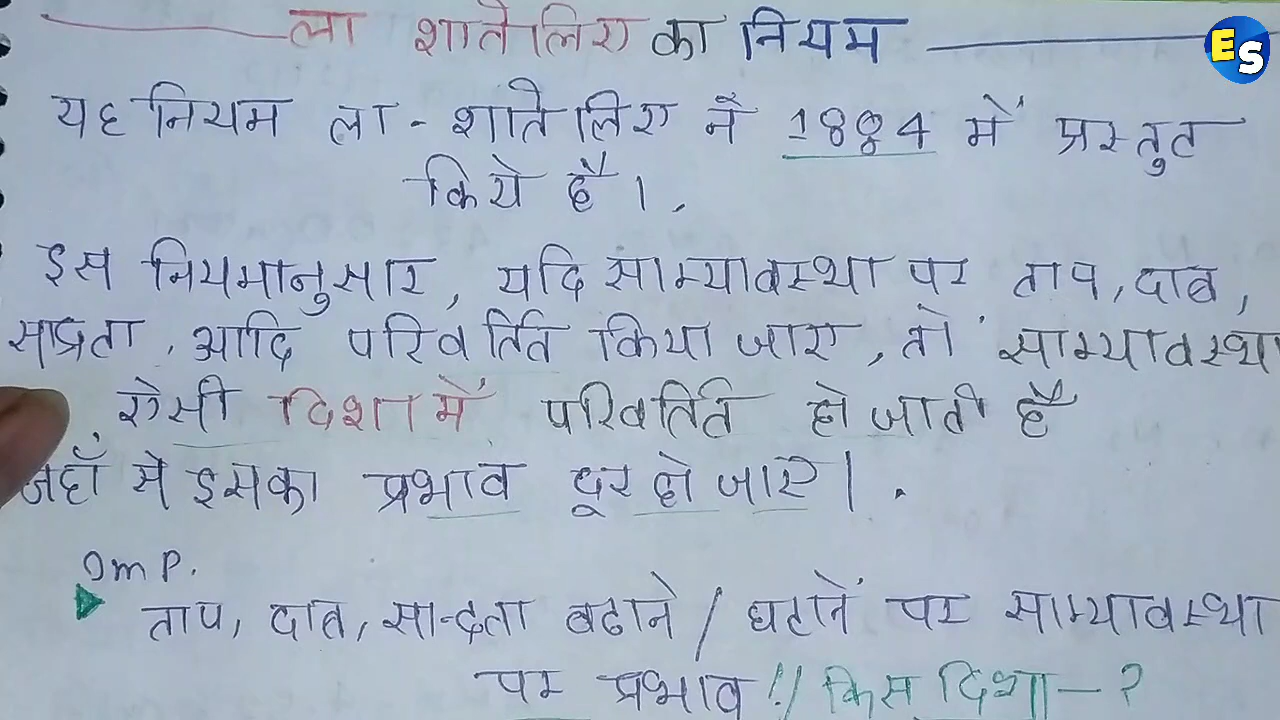 ला शातेलिए का नियम
ES
यह नियम ला - शातेलिए ने 1884 में प्रस्तुत
किये है।
इस नियमानुसार, यदि साम्यावस्था पर ताप, दाब,
साद्रता, आदि परिवर्तित किया जाए, तो साम्यावस्था
ऐसी दिशा में परिवर्तित हो जाती है
जहाँ से इसका प्रभाव दूर हो जाऐ।
Imp.
ताप, दाब, सान्द्रता बढाने / घटानें पर साम्यावस्था
पर प्रभाव !! किस दिशा - ?